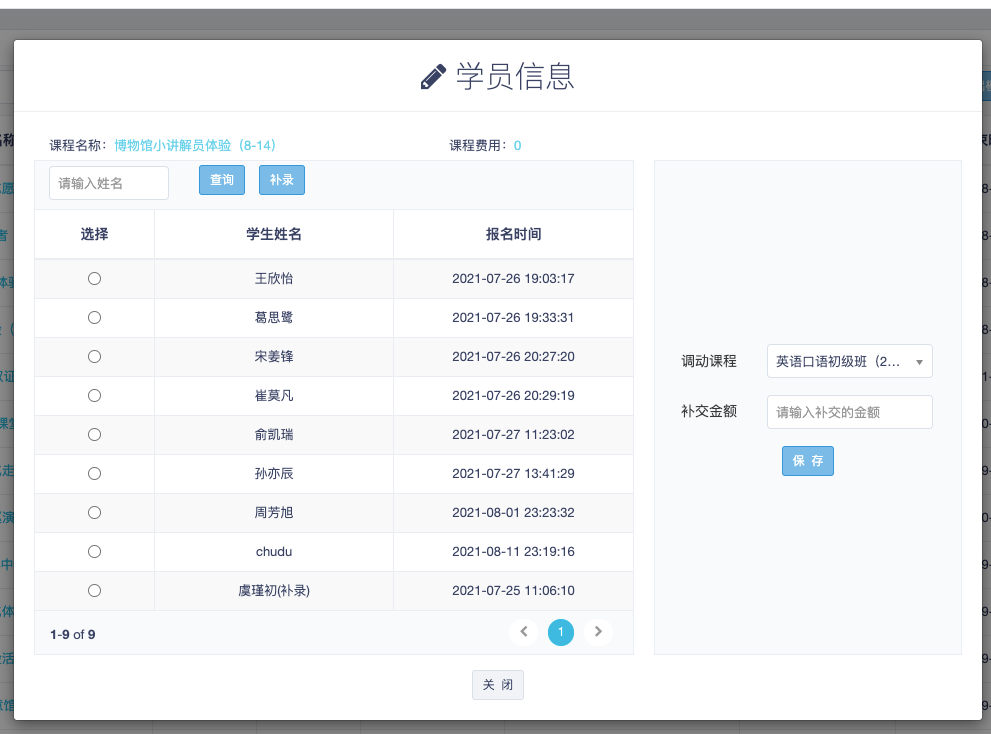 学员信息
课程名称：博物馆小讲解员体验（8-14） 课程费用：0
请输入姓名 查询 补录
选择 学生姓名 报名时间
王欣怡 2021-07-26 19:03:17
葛思鹭 2021-07-26 19:33:31
宋姜锋 2021-07-26 20:27:20
崔莫凡 2021-07-26 20:29:19
俞凯瑞 2021-07-27 11:23:02
孙亦辰 2021-07-27 13:41:29
周芳旭 2021-08-01 23:23:32
chudu 2021-08-11 23:19:16
虞瑾初(补录) 2021-07-25 11:06:10
1-9 of 9 1
调动课程 英语口语初级班（2...
补交金额 请输入补交的金额
保 存
关 闭